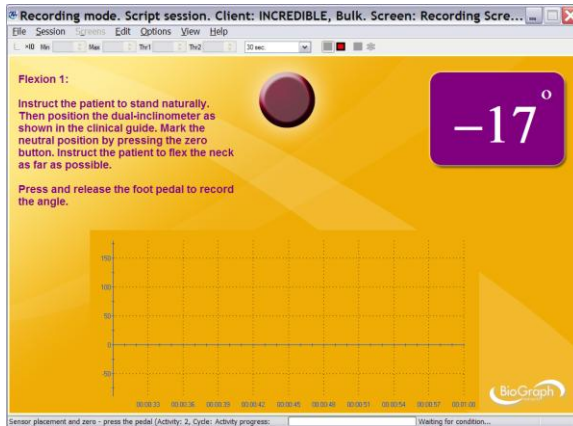 Recording mode. Script session. Client: INCREDIBLE, Bulk. Screen: Recording Scre...
File Session Screens Edit Options View Help
Min Max Thr1 Thr2 30 sec.
Flexion 1:
Instruct the patient to stand naturally.
Then position the dual-inclinometer as
shown in the clinical guide. Mark the
neutral position by pressing the zero
button. Instruct the patient to flex the neck
as far as possible.
Press and release the foot pedal to record
the angle.
−17°
150
100
50
0
-50
00:00:33 00:00:36 00:00:39 00:00:42 00:00:45 00:00:48 00:00:51 00:00:54 00:00:57 00:01:00
BioGraph
Sensor placement and zero - press the pedal (Activity: 2, Cycle: Activity progress: Waiting for condition...